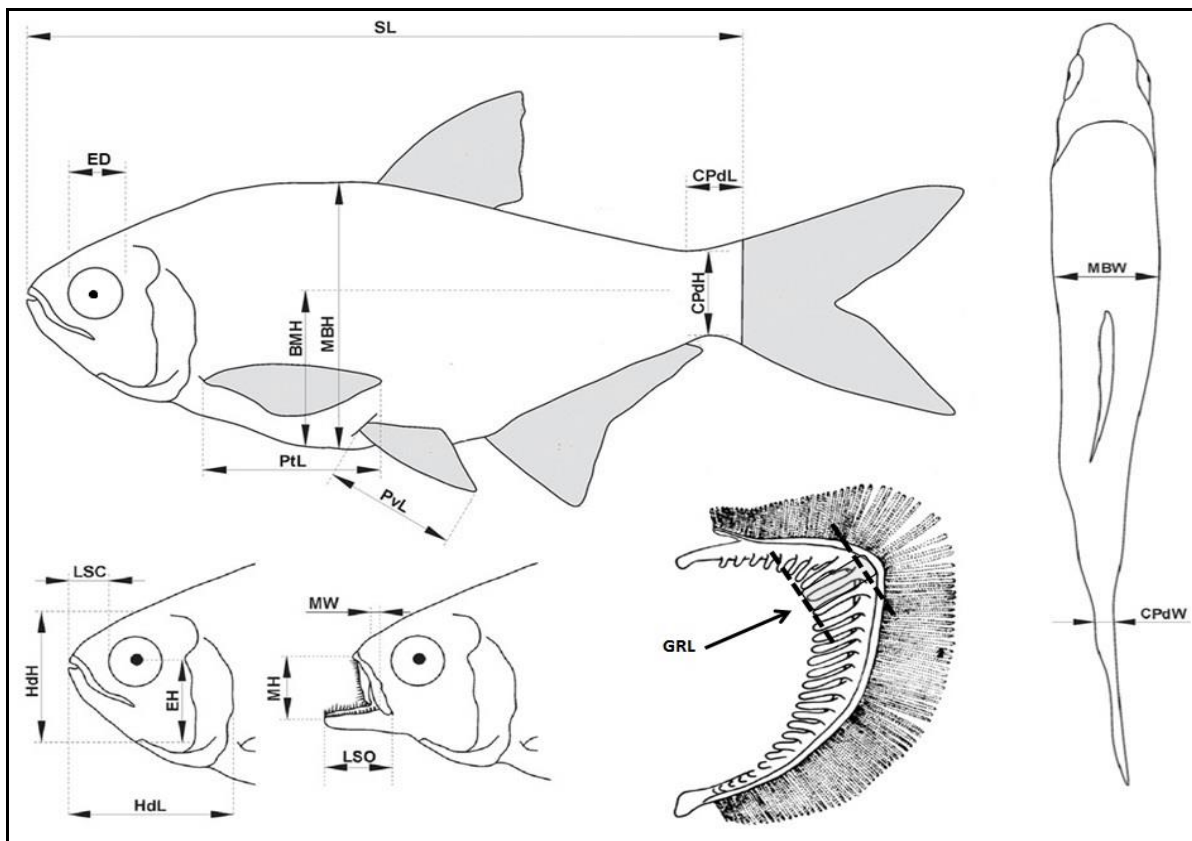 SL
ED
CPdL
CPdH
BMH
MBH
MBW
PtL
PvL
LSC
MW
HdH
EH
MH
GRL
CPdW
LSO
HdL